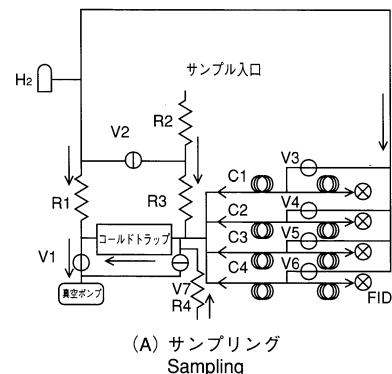 H2
サンプル入口
R2
V2
V3
C1
R1
R3
V4
C2
V5
C3
コールドトラップ
V6
C4
V1
V7
FID
真空ポンプ
R4
(A) サンプリング
Sampling